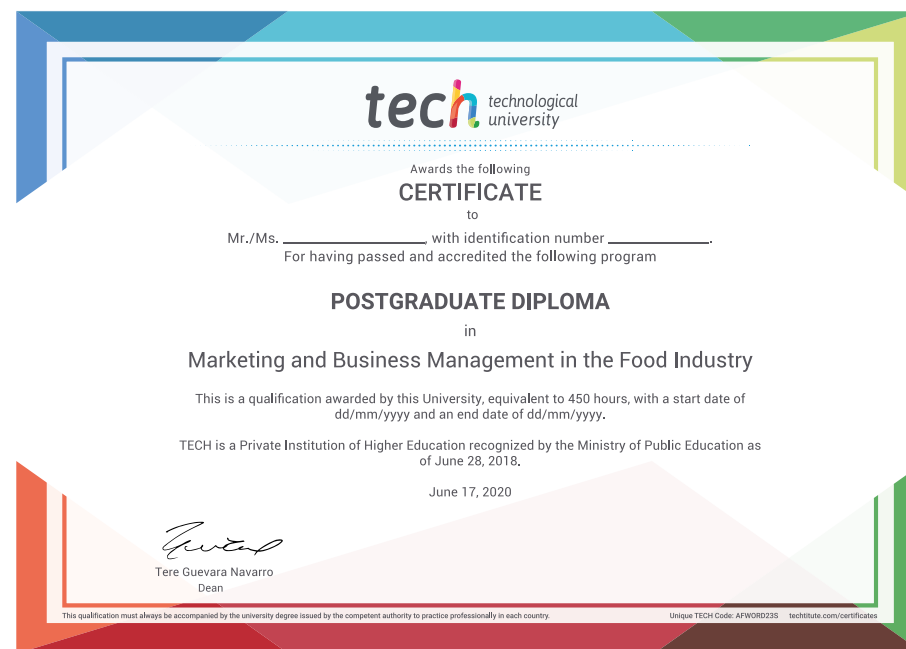 tech technological
university
Awards the following
CERTIFICATE
to
Mr./Ms. ____________________, with identification number ______________.
For having passed and accredited the following program
POSTGRADUATE DIPLOMA
in
Marketing and Business Management in the Food Industry
This is a qualification awarded by this University, equivalent to 450 hours, with a start date of
dd/mm/yyyy and an end date of dd/mm/yyyy.
TECH is a Private Institution of Higher Education recognized by the Ministry of Public Education as
of June 28, 2018.
June 17, 2020
Tere Guevara Navarro
Dean
This qualification must always be accompanied by the university degree issued by the competent authority to practice professionally in each country. Unique TECH Code: AFWORD23S techtitute.com/certificates